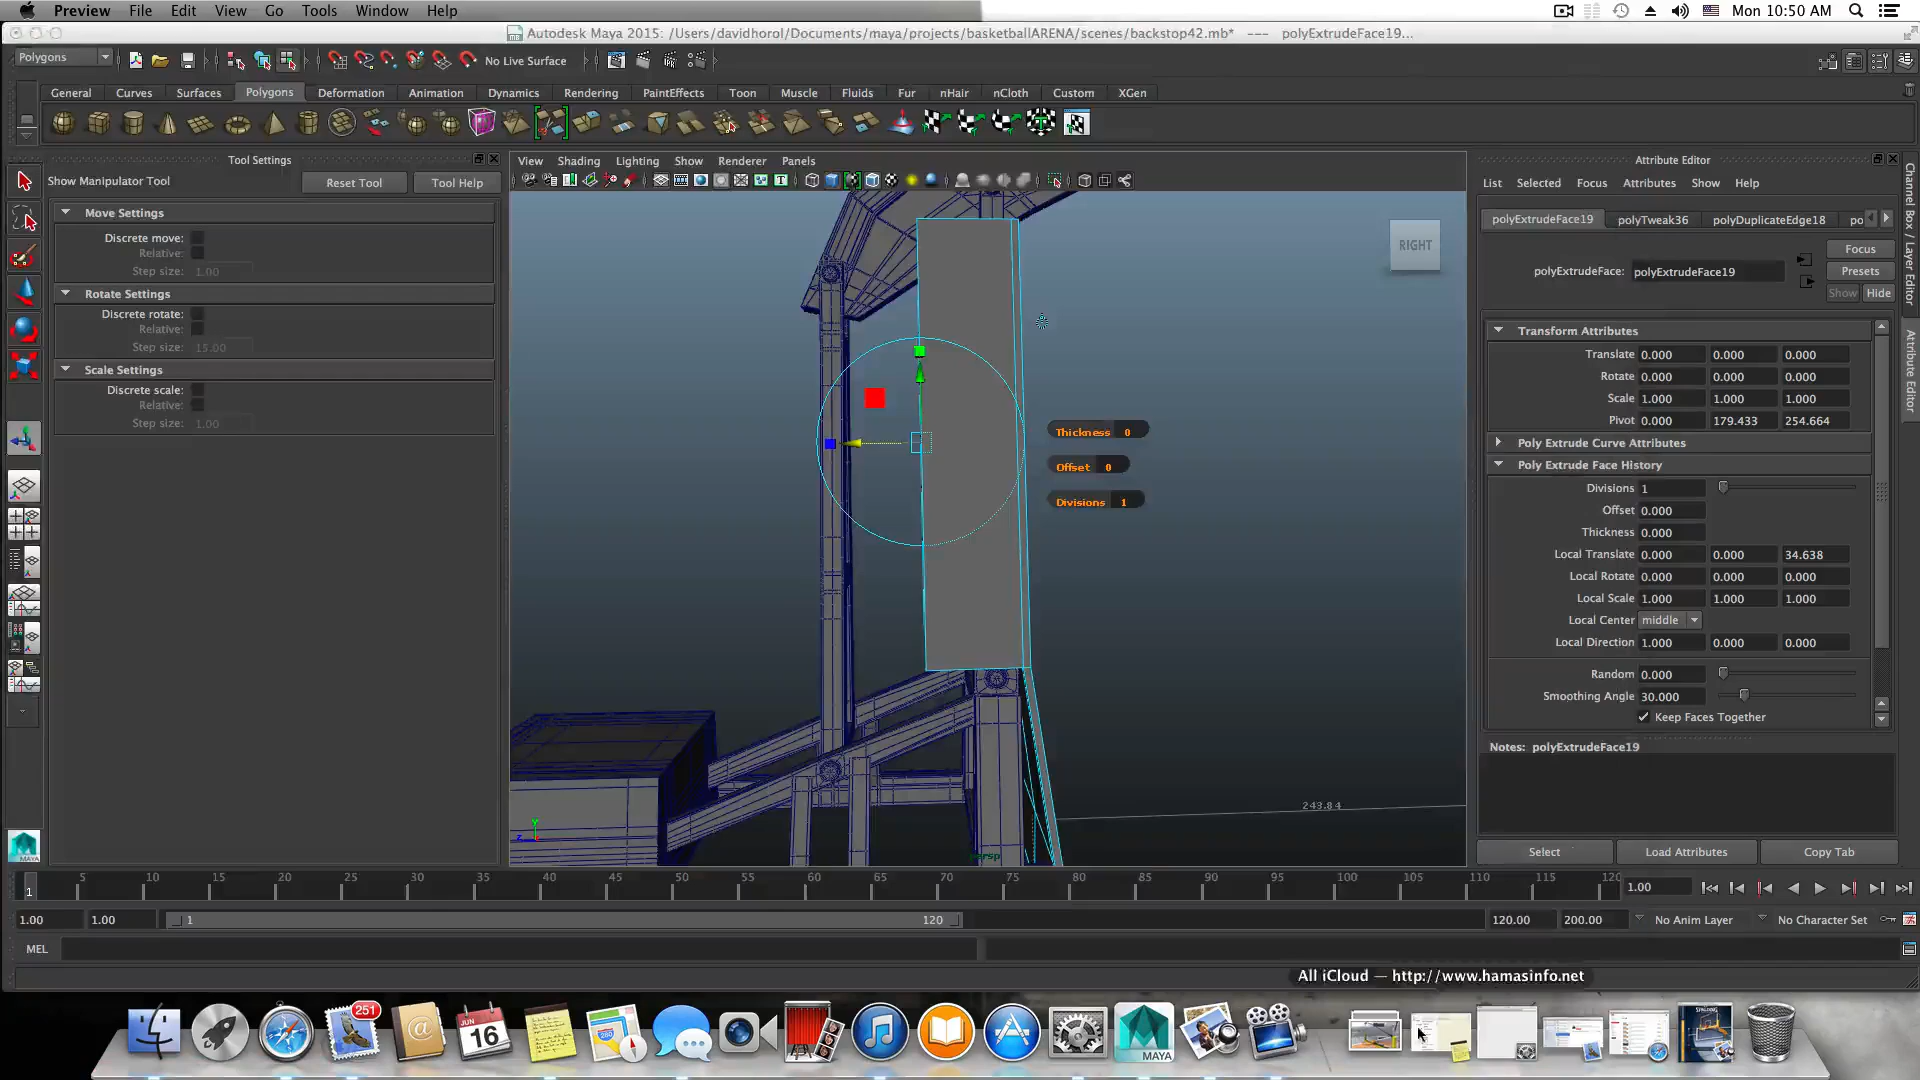 Preview File Edit View Go Tools Window Help Mon 10:50 AM
Autodesk Maya 2015: /Users/davidhorol/Documents/maya/projects/basketballARENA/scenes/backstop42.mb* --- polyExtrudeFace19...
Polygons No Live Surface
General Curves Surfaces Polygons Deformation Animation Dynamics Rendering PaintEffects Toon Muscle Fluids Fur nHair nCloth Custom XGen
Tool Settings
Show Manipulator Tool Reset Tool Tool Help
Move Settings
Discrete move:
Relative:
Step size: 1.00
Rotate Settings
Discrete rotate:
Relative:
Step size: 15.00
Scale Settings
Discrete scale:
Relative:
Step size: 1.00
View Shading Lighting Show Renderer Panels
RIGHT
Thickness 0
Offset 0
Divisions 1
243.84
persp
Y
Z
Attribute Editor
List Selected Focus Attributes Show Help
polyExtrudeFace19 polyTweak36 polyDuplicateEdge18 po
polyExtrudeFace: polyExtrudeFace19
Focus
Presets
Show Hide
Transform Attributes
Translate 0.000 0.000 0.000
Rotate 0.000 0.000 0.000
Scale 1.000 1.000 1.000
Pivot 0.000 179.433 254.664
Poly Extrude Curve Attributes
Poly Extrude Face History
Divisions 1
Offset 0.000
Thickness 0.000
Local Translate 0.000 0.000 34.638
Local Rotate 0.000 0.000 0.000
Local Scale 1.000 1.000 1.000
Local Center middle
Local Direction 1.000 0.000 0.000
Random 0.000
Smoothing Angle 30.000
Keep Faces Together
Notes: polyExtrudeFace19
Select Load Attributes Copy Tab
Channel Box / Layer Editor
Attribute Editor
MAYA
1 5 10 15 20 25 30 35 40 45 50 55 60 65 70 75 80 85 90 95 100 105 110 115 120 1.00
1.00 1.00 1 120 120.00 200.00 No Anim Layer No Character Set
MEL
All iCloud — http://www.hamasinfo.net
251
JUN
16
MAYA
SPALDING